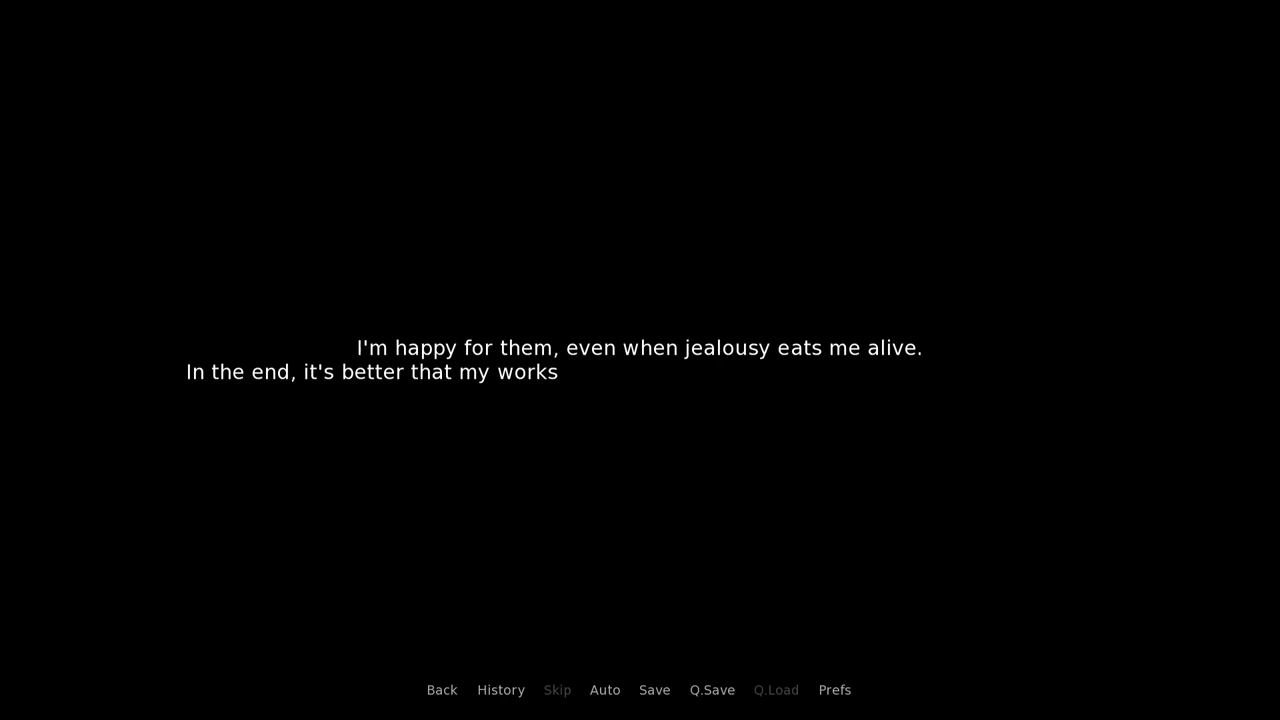 I'm happy for them, even when jealousy eats me alive.
In the end, it's better that my works
Back History Skip Auto Save Q.Save Q.Load Prefs